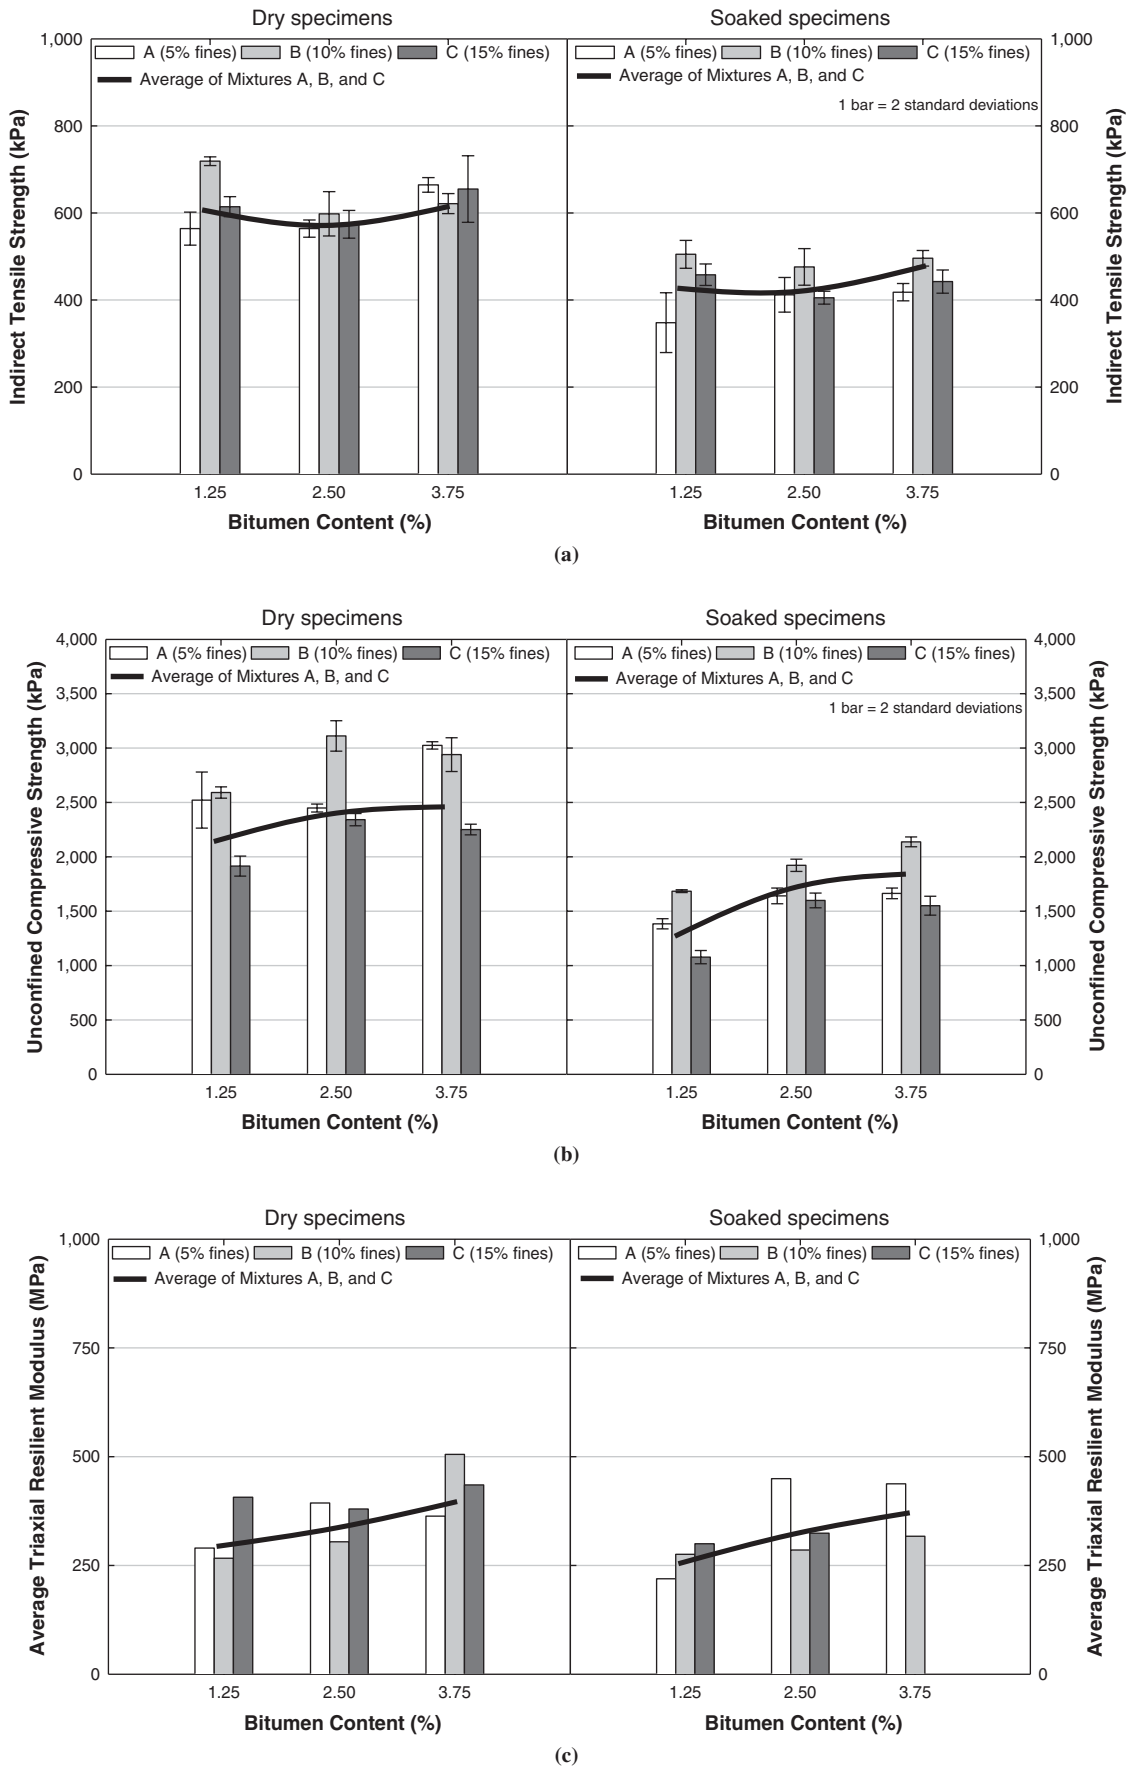 Dry specimens
Soaked specimens
1,000
800
600
400
200
0
A (5% fines)
B (10% fines)
C (15% fines)
Average of Mixtures A, B, and C
A (5% fines)
B (10% fines)
C (15% fines)
Average of Mixtures A, B, and C
1 bar = 2 standard deviations
1,000
800
600
400
200
0
Indirect Tensile Strength (kPa)
Indirect Tensile Strength (kPa)
1.25
2.50
3.75
1.25
2.50
3.75
Bitumen Content (%)
Bitumen Content (%)
(a)
Dry specimens
Soaked specimens
4,000
3,500
3,000
2,500
2,000
1,500
1,000
500
0
A (5% fines)
B (10% fines)
C (15% fines)
Average of Mixtures A, B, and C
A (5% fines)
B (10% fines)
C (15% fines)
Average of Mixtures A, B, and C
1 bar = 2 standard deviations
4,000
3,500
3,000
2,500
2,000
1,500
1,000
500
0
Unconfined Compressive Strength (kPa)
Unconfined Compressive Strength (kPa)
1.25
2.50
3.75
1.25
2.50
3.75
Bitumen Content (%)
Bitumen Content (%)
(b)
Dry specimens
Soaked specimens
1,000
750
500
250
0
A (5% fines)
B (10% fines)
C (15% fines)
Average of Mixtures A, B, and C
A (5% fines)
B (10% fines)
C (15% fines)
Average of Mixtures A, B, and C
1,000
750
500
250
0
Average Triaxial Resilient Modulus (MPa)
Average Triaxial Resilient Modulus (MPa)
1.25
2.50
3.75
1.25
2.50
3.75
Bitumen Content (%)
Bitumen Content (%)
(c)